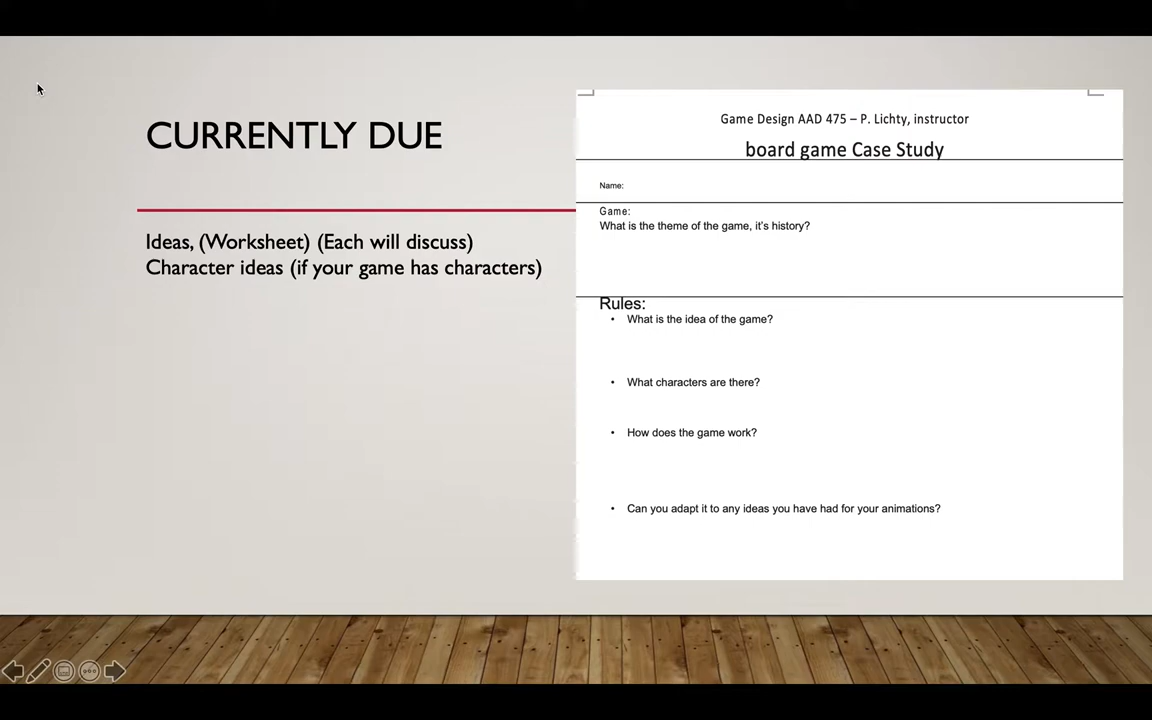 CURRENTLY DUE
Ideas, (Worksheet) (Each will discuss)
Character ideas (if your game has characters)
Game Design AAD 475 – P. Lichty, instructor
board game Case Study
Name:
Game:
What is the theme of the game, it's history?
Rules:
• What is the idea of the game?
• What characters are there?
• How does the game work?
• Can you adapt it to any ideas you have had for your animations?